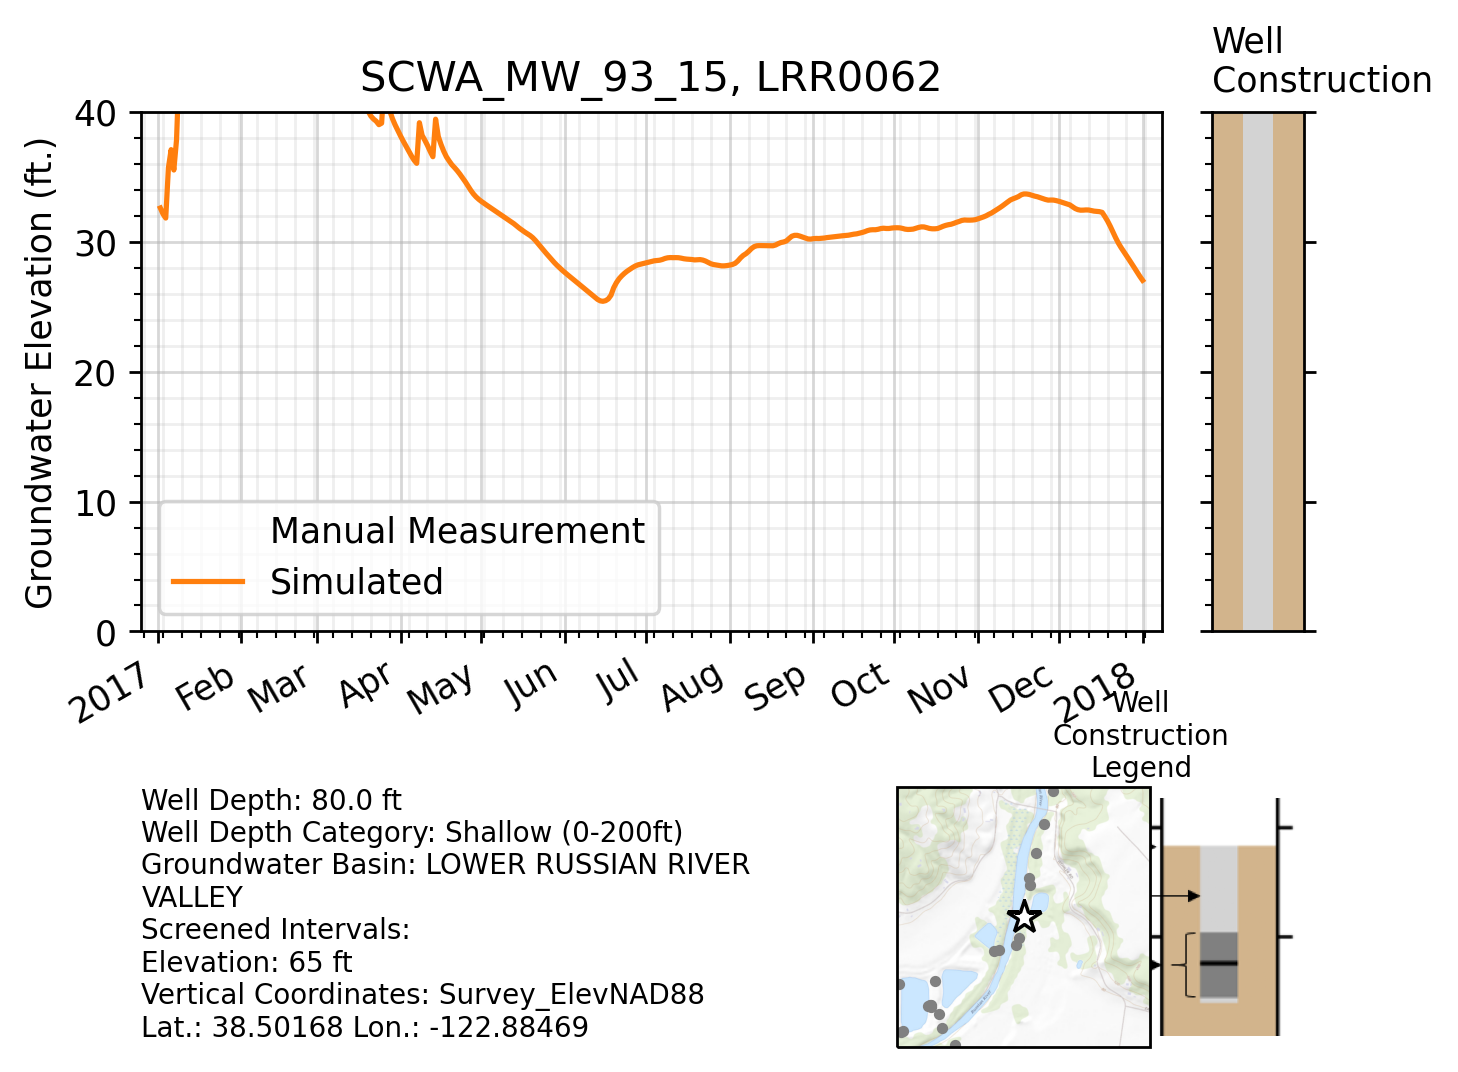 Well
Construction
SCWA_MW_93_15, LRR0062
Groundwater Elevation (ft.)
40
30
20
10
0
Manual Measurement
Simulated
2017
Feb
Mar
Apr
May
Jun
Jul
Aug
Sep
Oct
Nov
Dec
2018
Well
Construction
Legend
Well Depth: 80.0 ft
Well Depth Category: Shallow (0-200ft)
Groundwater Basin: LOWER RUSSIAN RIVER
VALLEY
Screened Intervals:
Elevation: 65 ft
Vertical Coordinates: Survey_ElevNAD88
Lat.: 38.50168 Lon.: -122.88469